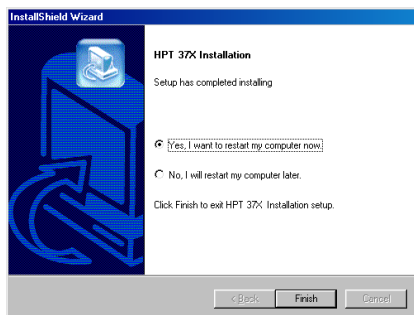 InstallShield Wizard
HPT 37X Installation
Setup has completed installing
Yes, I want to restart my computer now.
No, I will restart my computer later.
Click Finish to exit HPT 37X Installation setup.
< Back
Finish
Cancel